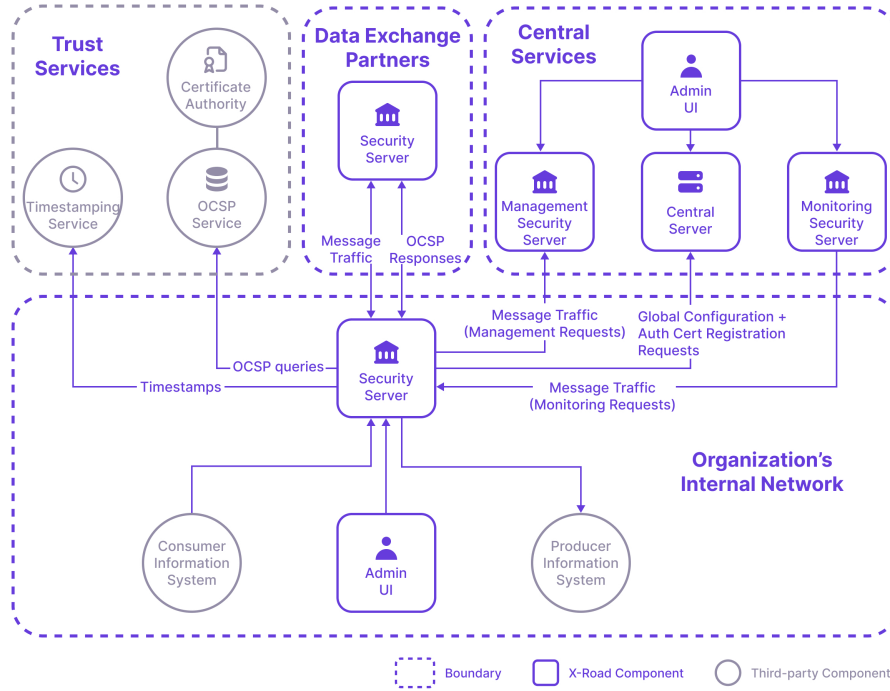 Trust
Services
Certificate
Authority
Timestamping
Service
OCSP
Service
Data Exchange
Partners
Security
Server
Message
Traffic
OCSP
Responses
Central
Services
Admin
UI
Management
Security
Server
Central
Server
Monitoring
Security
Server
Message Traffic
(Management Requests)
Global Configuration +
Auth Cert Registration
Requests
OCSP queries
Timestamps
Security
Server
Message Traffic
(Monitoring Requests)
Organization’s
Internal Network
Consumer
Information
System
Admin
UI
Producer
Information
System
Boundary
X-Road Component
Third-party Component